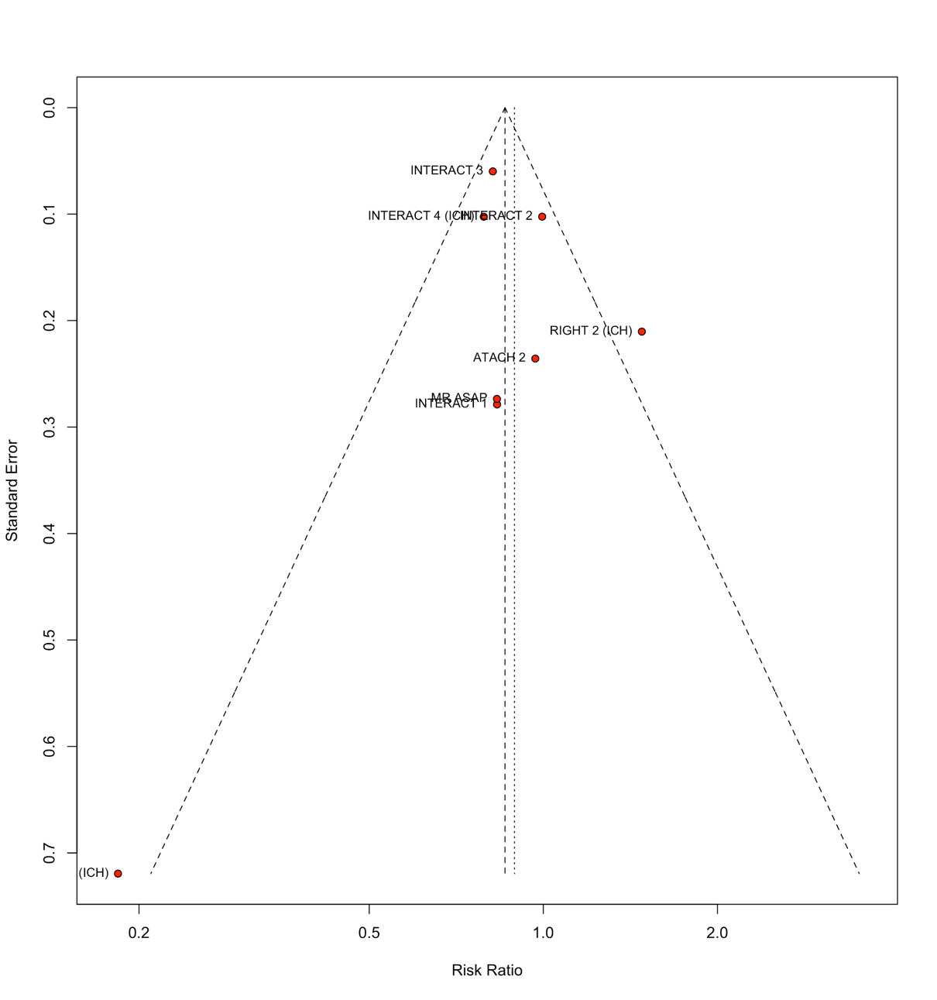 0.0
INTERACT 3
0.1
INTERACT 4 (ICH)
INTERACT 2
0.2
RIGHT 2 (ICH)
ATACH 2
MR ASAP
INTERACT 1
0.3
0.4
Standard Error
0.5
0.6
0.7
(ICH)
0.2
0.5
1.0
2.0
Risk Ratio